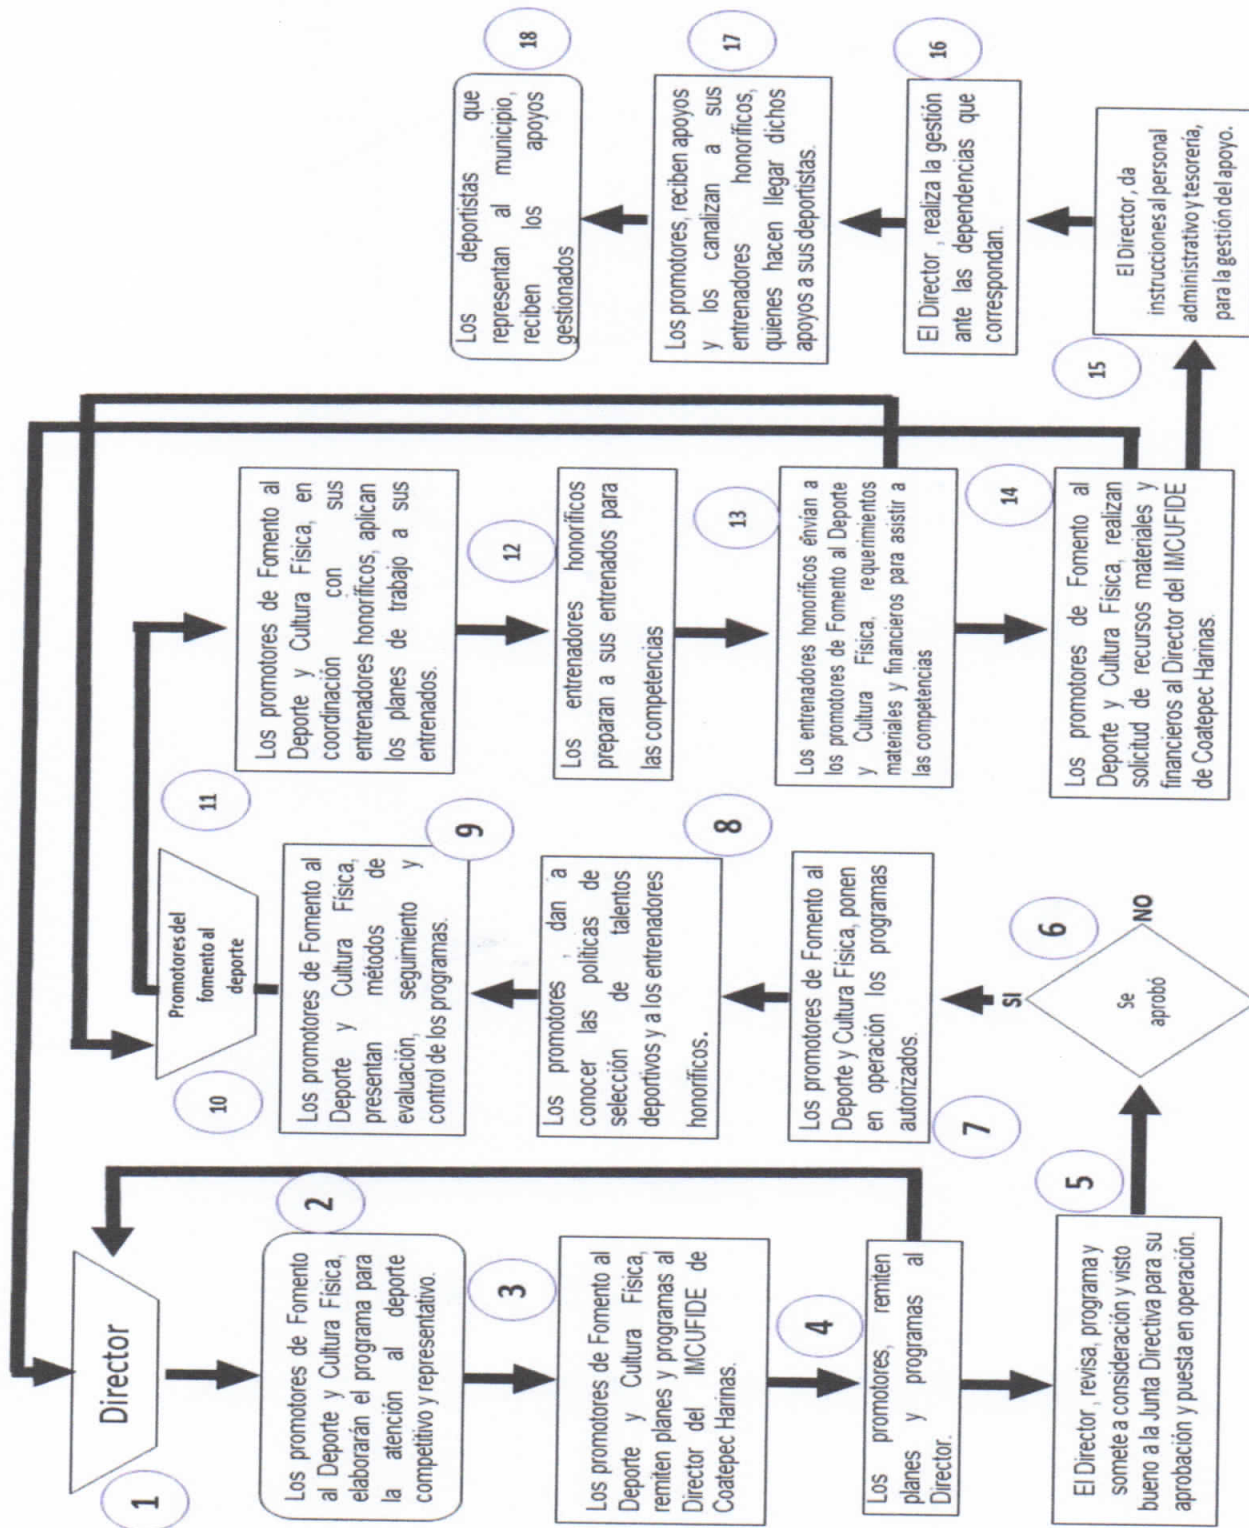 1
Director
2
Los promotores de Fomento
al Deporte y Cultura Física,
elaborarán el programa para
la atención al deporte
competitivo y representativo.
3
Los promotores de Fomento al
Deporte y Cultura Física,
remiten planes y programas al
Director del IMCUFIDE de
Coatepec Harinas.
4
Los promotores, remiten
planes y programas al
Director.
5
El Director, revisa, programa y
somete a consideración y visto
bueno a la Junta Directiva para su
aprobación y puesta en operación.
6
Se
aprobó
SI
NO
7
Los promotores de Fomento al
Deporte y Cultura Física, ponen
en operación los programas
autorizados.
8
Los promotores , dan a
conocer las políticas de
selección de talentos
deportivos y a los entrenadores
honoríficos.
9
Los promotores de Fomento al
Deporte y Cultura Física,
presentan métodos de
evaluación, seguimiento y
control de los programas.
10
Promotores del
fomento al
deporte
11
Los promotores de Fomento al
Deporte y Cultura Física, en
coordinación con sus
entrenadores honoríficos, aplican
los planes de trabajo a sus
entrenados.
12
Los entrenadores honoríficos
preparan a sus entrenados para
las competencias
13
Los entrenadores honoríficos énvian a
los promotores de Fomento al Deporte
y Cultura Física, requerimientos
materiales y financieros para asistir a
las competencias
14
Los promotores de Fomento al
Deporte y Cultura Física, realizan
solicitud de recursos materiales y
financieros al Director del IMCUFIDE
de Coatepec Harinas.
15
El Director, da
instrucciones al personal
administrativo y tesorería,
para la gestión del apoyo.
16
El Director , realiza la gestión
ante las dependencias que
correspondan.
17
Los promotores, reciben apoyos
y los canalizan a sus
entrenadores honoríficos,
quienes hacen llegar dichos
apoyos a sus deportistas.
18
Los deportistas que
representan al municipio,
reciben los apoyos
gestionados